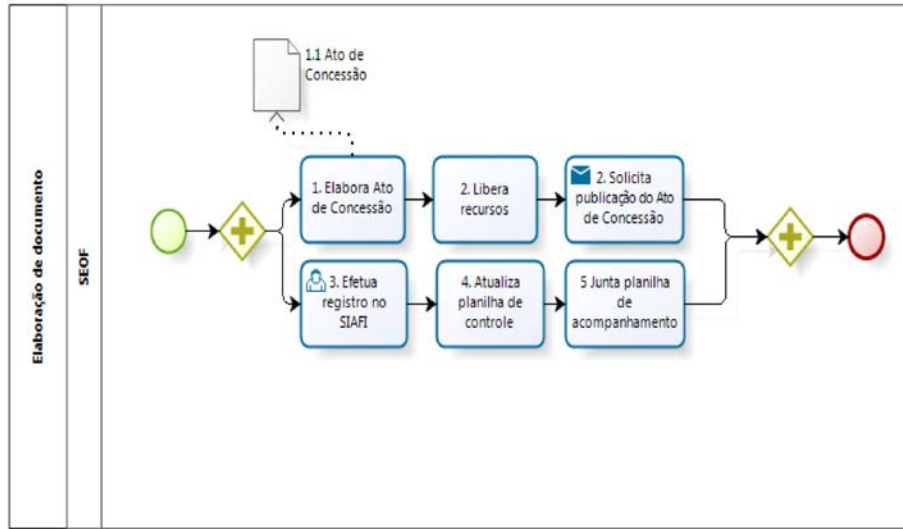 Elaboração de documento
SEOF
1.1 Ato de
Concessão
1. Elabora Ato
de Concessão
2. Libera
recursos
2. Solicita
publicação do Ato
de Concessão
3. Efetua
registro no
SIAFI
4. Atualiza
planilha de
controle
5 Junta planilha
de
acompanhamento